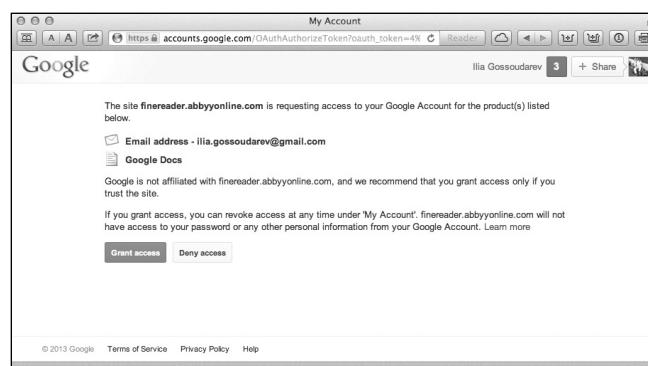 My Account
A A https accounts.google.com/OAuthAuthorizeToken?oauth_token=4% Reader
Google Ilia Gossoudarev 3 + Share
The site finereader.abbyyonline.com is requesting access to your Google Account for the product(s) listed
below.
Email address - ilia.gossoudarev@gmail.com
Google Docs
Google is not affiliated with finereader.abbyyonline.com, and we recommend that you grant access only if you
trust the site.
If you grant access, you can revoke access at any time under 'My Account'. finereader.abbyyonline.com will not
have access to your password or any other personal information from your Google Account. Learn more
Grant access Deny access
© 2013 Google Terms of Service Privacy Policy Help